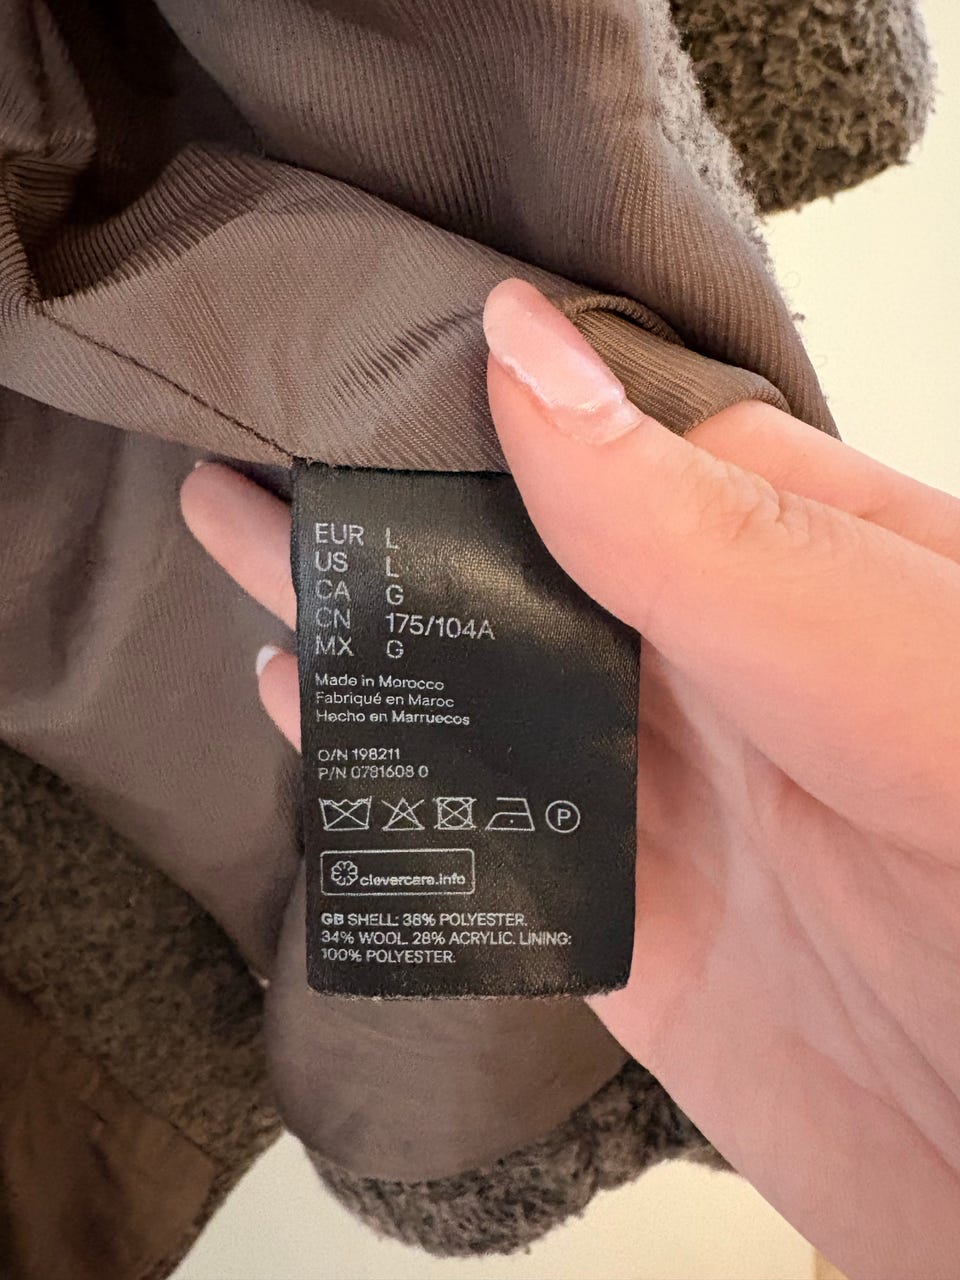 EUR L
US L
CA G
CN 175/104A
MX G
Made in Morocco
Fabriqué en Maroc
Hecho en Marruecos
O/N 198211
P/N 0781608 0
P
clevercare.info
GB SHELL: 38% POLYESTER.
34% WOOL. 28% ACRYLIC. LINING:
100% POLYESTER.